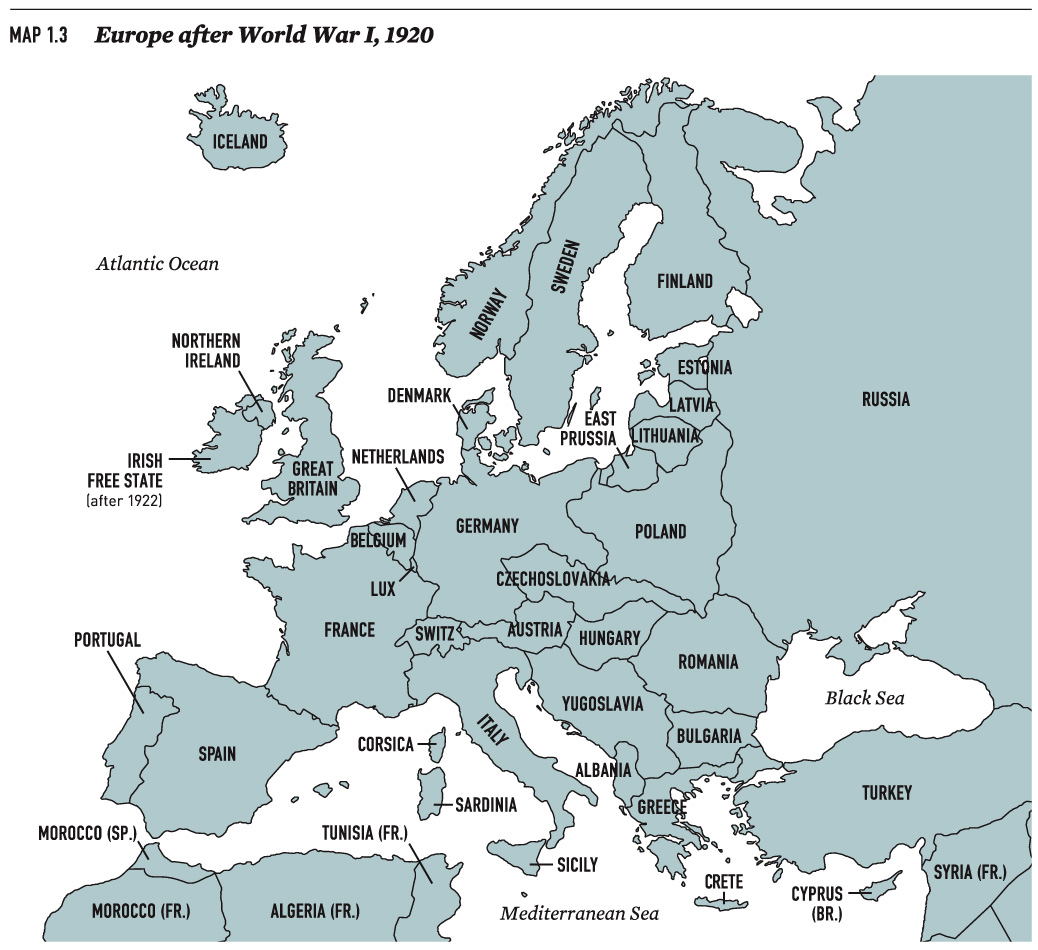 MAP 1.3 Europe after World War I, 1920
ICELAND
Atlantic Ocean
SWEDEN
FINLAND
NORWAY
NORTHERN
IRELAND
ESTONIA
DENMARK
RUSSIA
LATVIA
EAST
PRUSSIA
LITHUANIA
IRISH
FREE STATE
(after 1922)
NETHERLANDS
GREAT
BRITAIN
GERMANY
POLAND
BELGIUM
CZECHOSLOVAKIA
LUX
FRANCE
SWITZ
AUSTRIA
HUNGARY
PORTUGAL
ROMANIA
YUGOSLAVIA
Black Sea
ITALY
BULGARIA
CORSICA
SPAIN
ALBANIA
TURKEY
SARDINIA
GREECE
MOROCCO (SP.)
TUNISIA (FR.)
SICILY
SYRIA (FR.)
CRETE
CYPRUS
(BR.)
MOROCCO (FR.)
ALGERIA (FR.)
Mediterranean Sea